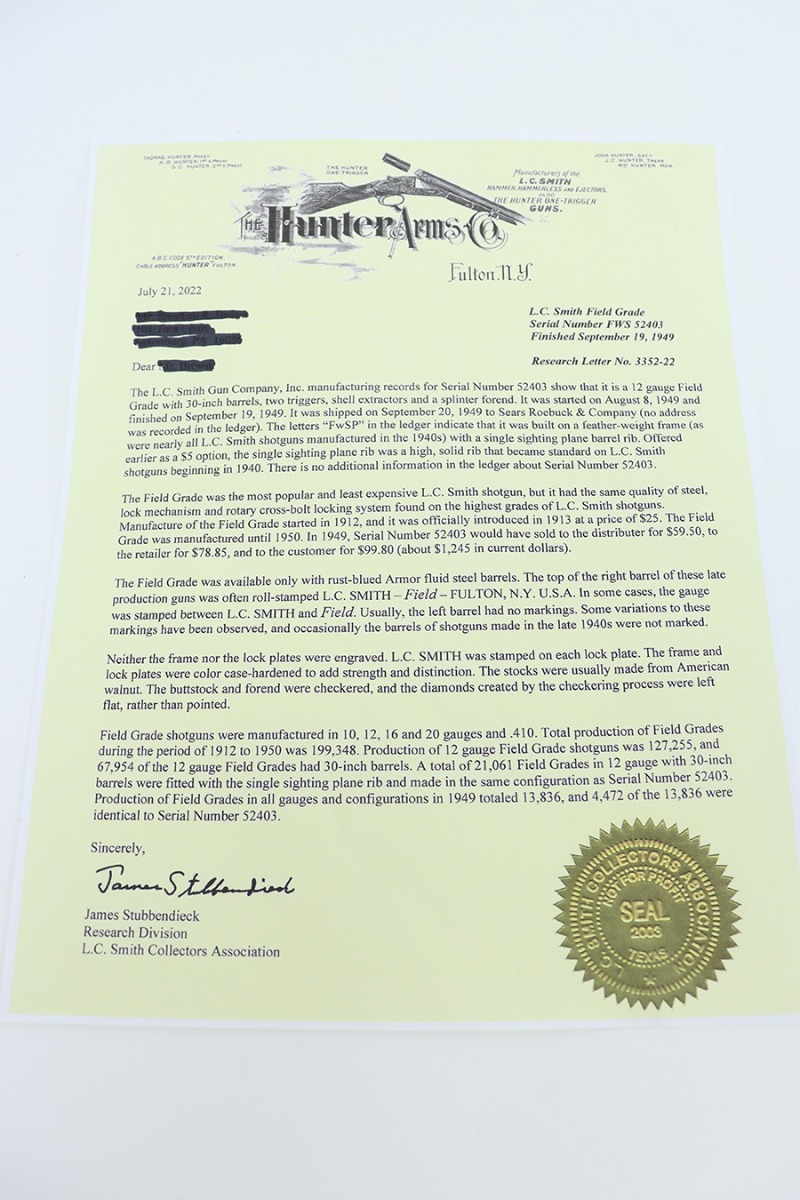 THOMAS HUNTER, PREST.
R. B. HUNTER, 1ST V. PREST.
S. C. HUNTER, 2ND V. PREST.
THE HUNTER
ONE-TRIGGER
Manufacturers of the
L.C. SMITH
HAMMER, HAMMERLESS AND EJECTORS.
ALSO
THE HUNTER ONE-TRIGGER
GUNS.
JOHN HUNTER, SECY.
J. C. HUNTER, TREAS.
WD. HUNTER, MGR.
THE Hunter Arms Co.
A.B.C. CODE 5TH EDITION
CABLE ADDRESS "HUNTER" FULTON
Fulton, N.Y.
July 21, 2022
L.C. Smith Field Grade
Serial Number FWS 52403
Finished September 19, 1949
Research Letter No. 3352-22
Dear
The L.C. Smith Gun Company, Inc. manufacturing records for Serial Number 52403 show that it is a 12 gauge Field
Grade with 30-inch barrels, two triggers, shell extractors and a splinter forend. It was started on August 8, 1949 and
finished on September 19, 1949. It was shipped on September 20, 1949 to Sears Roebuck & Company (no address
was recorded in the ledger). The letters "FwSP" in the ledger indicate that it was built on a feather-weight frame (as
were nearly all L.C. Smith shotguns manufactured in the 1940s) with a single sighting plane barrel rib. Offered
earlier as a $5 option, the single sighting plane rib was a high, solid rib that became standard on L.C. Smith
shotguns beginning in 1940. There is no additional information in the ledger about Serial Number 52403.
The Field Grade was the most popular and least expensive L.C. Smith shotgun, but it had the same quality of steel,
lock mechanism and rotary cross-bolt locking system found on the highest grades of L.C. Smith shotguns.
Manufacture of the Field Grade started in 1912, and it was officially introduced in 1913 at a price of $25. The Field
Grade was manufactured until 1950. In 1949, Serial Number 52403 would have sold to the distributer for $59.50, to
the retailer for $78.85, and to the customer for $99.80 (about $1,245 in current dollars).
The Field Grade was available only with rust-blued Armor fluid steel barrels. The top of the right barrel of these late
production guns was often roll-stamped L.C. SMITH – Field – FULTON, N.Y. U.S.A. In some cases, the gauge
was stamped between L.C. SMITH and Field. Usually, the left barrel had no markings. Some variations to these
markings have been observed, and occasionally the barrels of shotguns made in the late 1940s were not marked.
Neither the frame nor the lock plates were engraved. L.C. SMITH was stamped on each lock plate. The frame and
lock plates were color case-hardened to add strength and distinction. The stocks were usually made from American
walnut. The buttstock and forend were checkered, and the diamonds created by the checkering process were left
flat, rather than pointed.
Field Grade shotguns were manufactured in 10, 12, 16 and 20 gauges and .410. Total production of Field Grades
during the period of 1912 to 1950 was 199,348. Production of 12 gauge Field Grade shotguns was 127,255, and
67,954 of the 12 gauge Field Grades had 30-inch barrels. A total of 21,061 Field Grades in 12 gauge with 30-inch
barrels were fitted with the single sighting plane rib and made in the same configuration as Serial Number 52403.
Production of Field Grades in all gauges and configurations in 1949 totaled 13,836, and 4,472 of the 13,836 were
identical to Serial Number 52403.
Sincerely,
James Stubbendieck
James Stubbendieck
Research Division
L.C. Smith Collectors Association
L.C. SMITH COLLECTORS ASSOCIATION
NOT FOR PROFIT
SEAL
2003
TEXAS